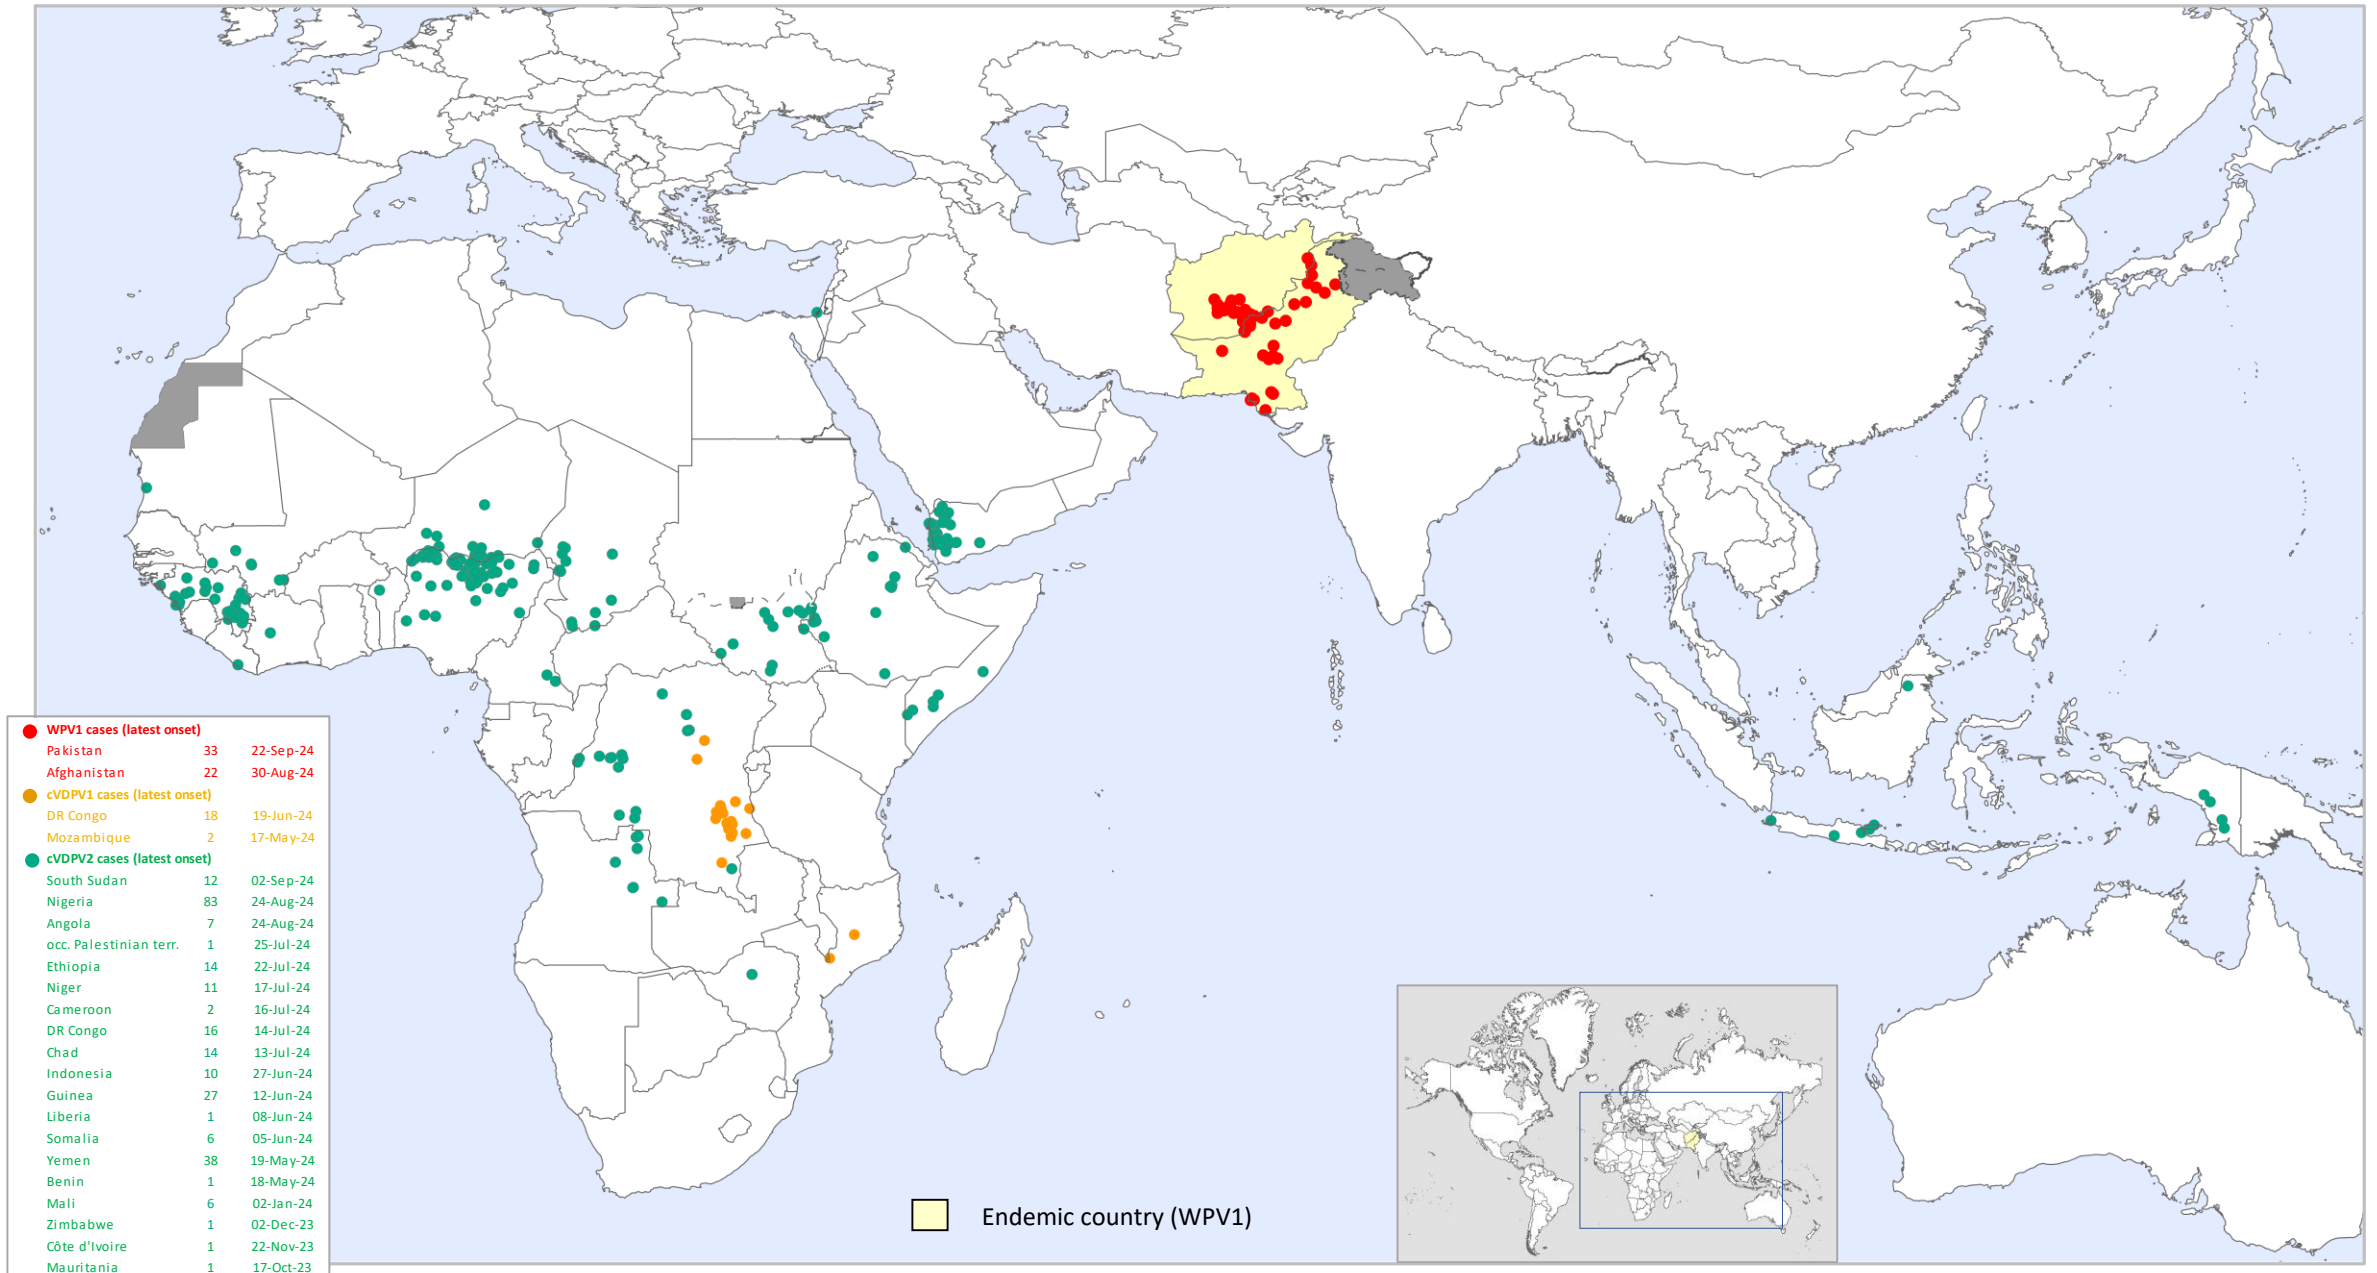 WPV1 cases (latest onset)
Pakistan 33 22-Sep-24
Afghanistan 22 30-Aug-24
cVDPV1 cases (latest onset)
DR Congo 18 19-Jun-24
Mozambique 2 17-May-24
cVDPV2 cases (latest onset)
South Sudan 12 02-Sep-24
Nigeria 83 24-Aug-24
Angola 7 24-Aug-24
occ. Palestinian terr. 1 25-Jul-24
Ethiopia 14 22-Jul-24
Niger 11 17-Jul-24
Cameroon 2 16-Jul-24
DR Congo 16 14-Jul-24
Chad 14 13-Jul-24
Indonesia 10 27-Jun-24
Guinea 27 12-Jun-24
Liberia 1 08-Jun-24
Somalia 6 05-Jun-24
Yemen 38 19-May-24
Benin 1 18-May-24
Mali 6 02-Jan-24
Zimbabwe 1 02-Dec-23
Côte d'Ivoire 1 22-Nov-23
Mauritania 1 17-Oct-23
Endemic country (WPV1)